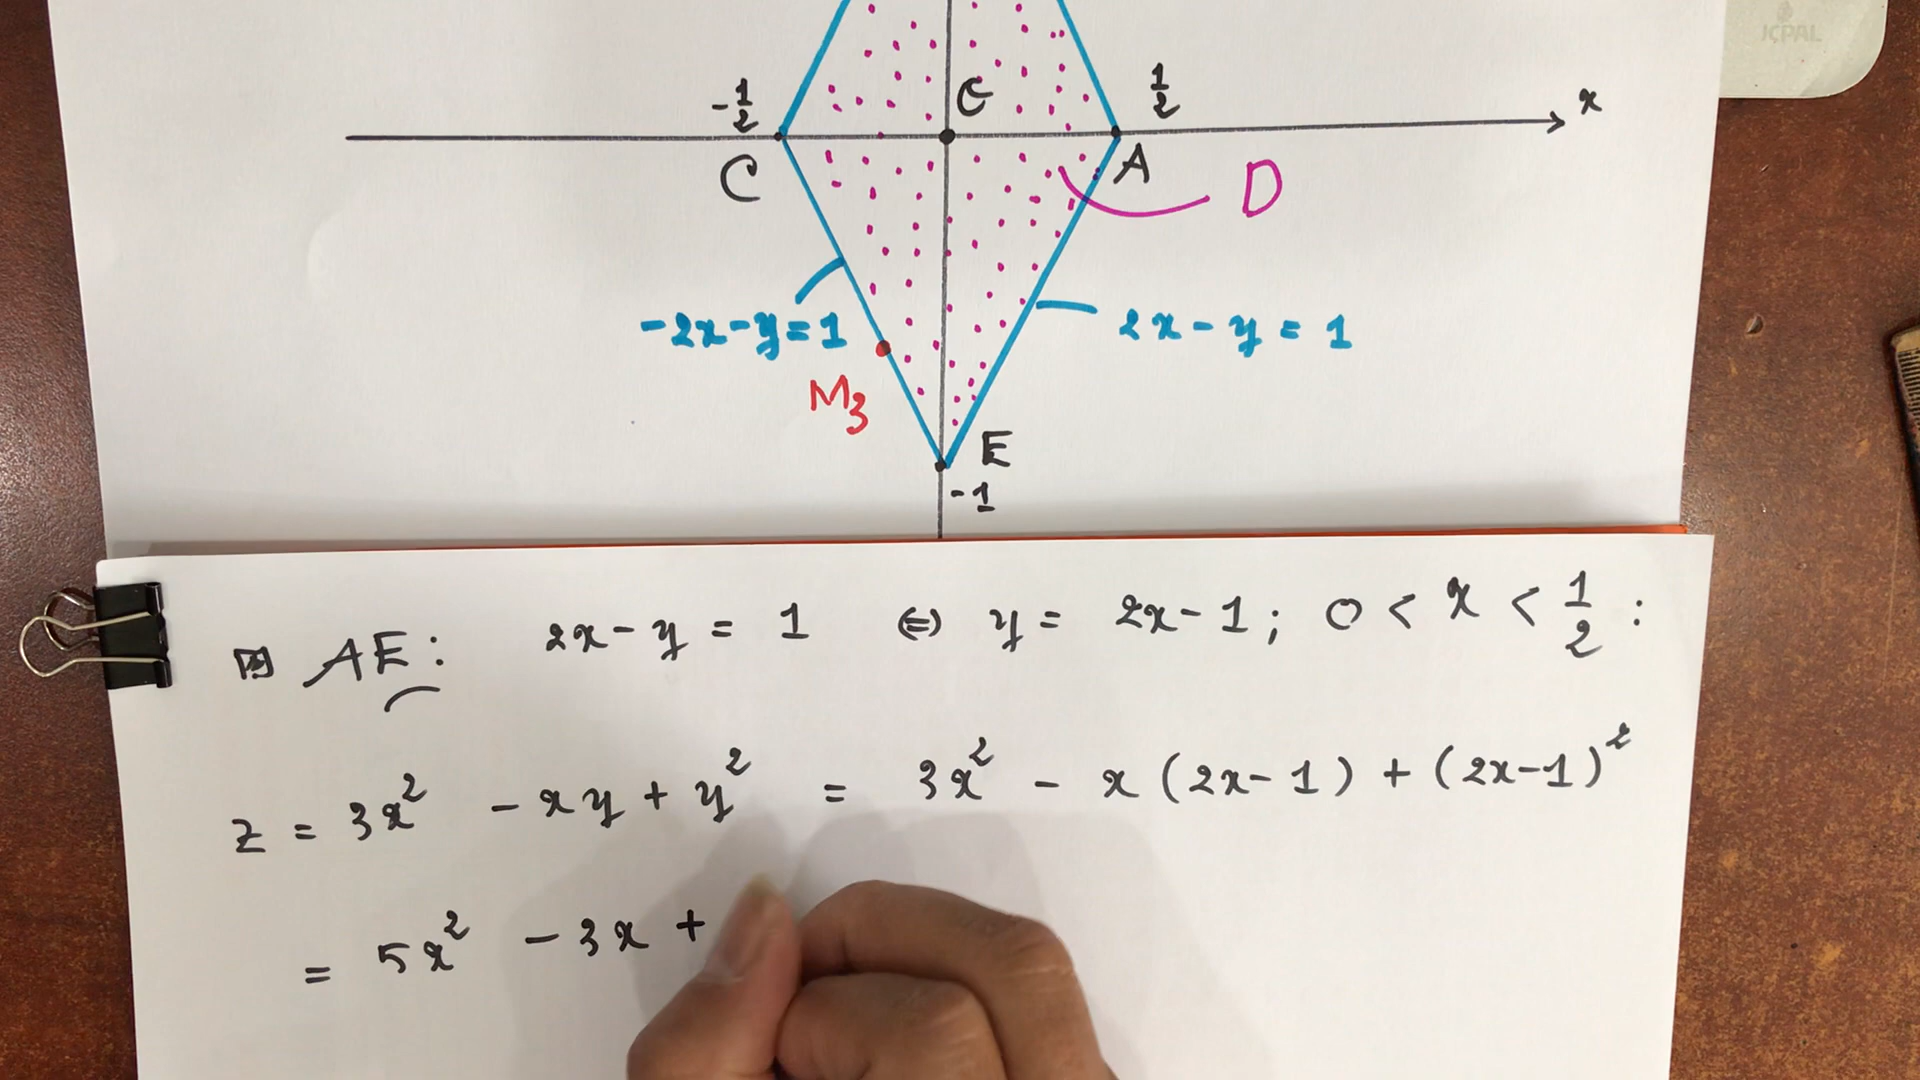 JCPAL
-1/2
O
1/2
x
C
A
D
-2x-y=1
2x-y=1
M₃
E
-1
AE: 2x-y = 1 ⇔ y = 2x-1; 0 < x < 1/2 :
z = 3x² - xy + y² = 3x² - x(2x-1) + (2x-1)²
= 5x² - 3x +